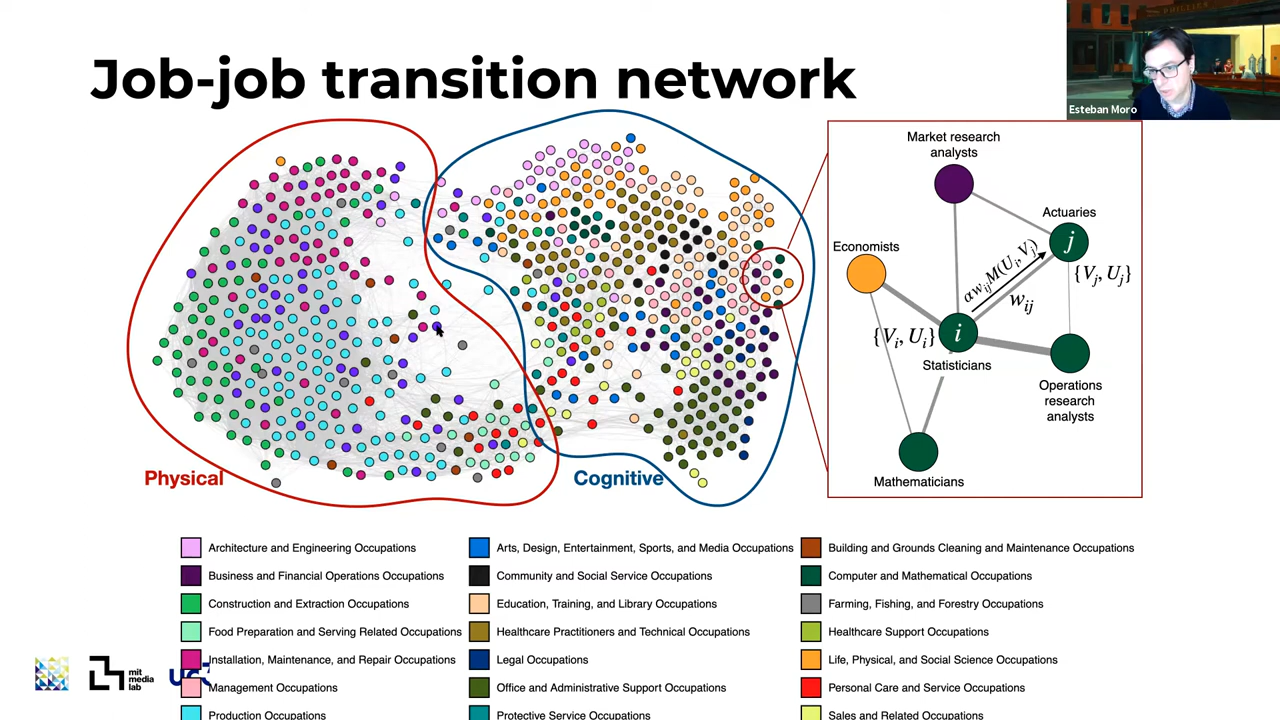 Job-job transition network
PHILLIES
Esteban Moro
Physical
Cognitive
Market research
analysts
Economists
Actuaries
j
{Vj, Uj}
αwijM(Ui,Vj)
wij
{Vi, Ui}
i
Statisticians
Operations
research
analysts
Mathematicians
Architecture and Engineering Occupations
Arts, Design, Entertainment, Sports, and Media Occupations
Building and Grounds Cleaning and Maintenance Occupations
Business and Financial Operations Occupations
Community and Social Service Occupations
Computer and Mathematical Occupations
Construction and Extraction Occupations
Education, Training, and Library Occupations
Farming, Fishing, and Forestry Occupations
Food Preparation and Serving Related Occupations
Healthcare Practitioners and Technical Occupations
Healthcare Support Occupations
Installation, Maintenance, and Repair Occupations
Legal Occupations
Life, Physical, and Social Science Occupations
Management Occupations
Office and Administrative Support Occupations
Personal Care and Service Occupations
Production Occupations
Protective Service Occupations
Sales and Related Occupations
mit
media
lab